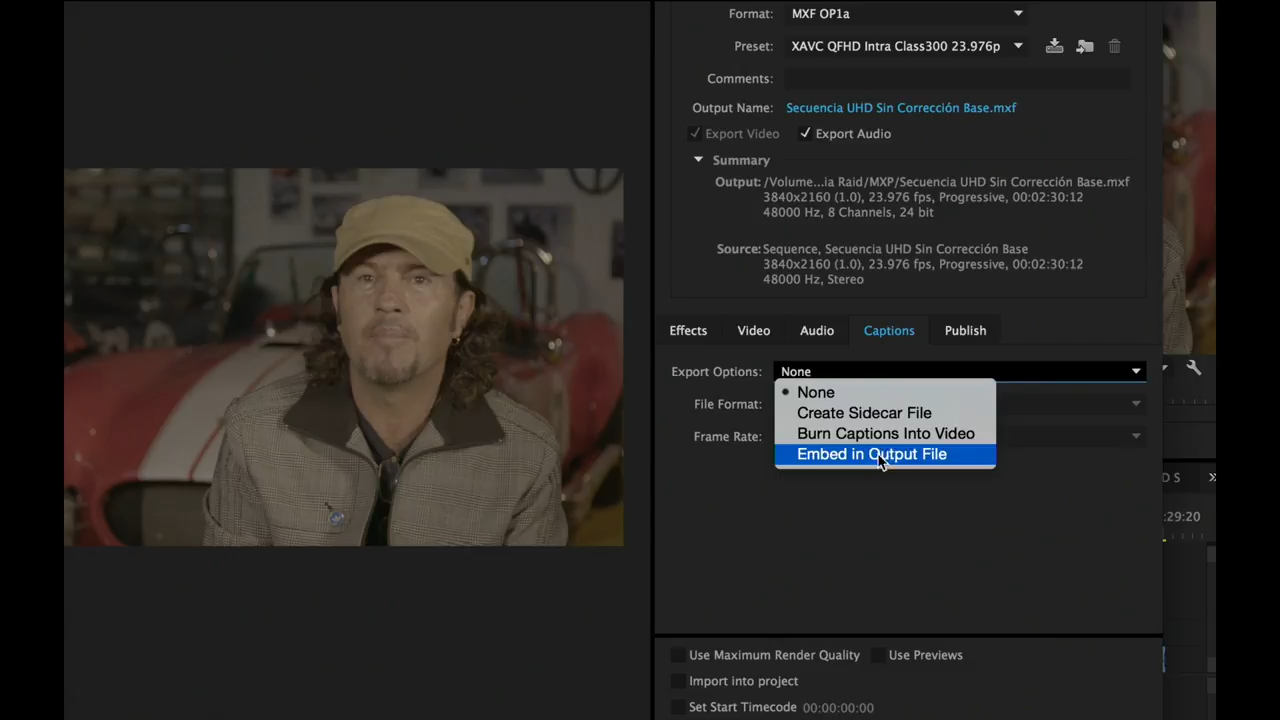 Format: MXF OP1a
Preset: XAVC QFHD Intra Class300 23.976p
Comments:
Output Name: Secuencia UHD Sin Corrección Base.mxf
Export Video Export Audio
Summary
Output: /Volume...ia Raid/MXP/Secuencia UHD Sin Corrección Base.mxf
3840x2160 (1.0), 23.976 fps, Progressive, 00:02:30:12
48000 Hz, 8 Channels, 24 bit
Source: Sequence, Secuencia UHD Sin Corrección Base
3840x2160 (1.0), 23.976 fps, Progressive, 00:02:30:12
48000 Hz, Stereo
Effects Video Audio Captions Publish
Export Options: None
None
File Format:
Create Sidecar File
Frame Rate:
Burn Captions Into Video
Embed in Output File
D S
:29:20
Use Maximum Render Quality Use Previews
Import into project
Set Start Timecode 00:00:00:00